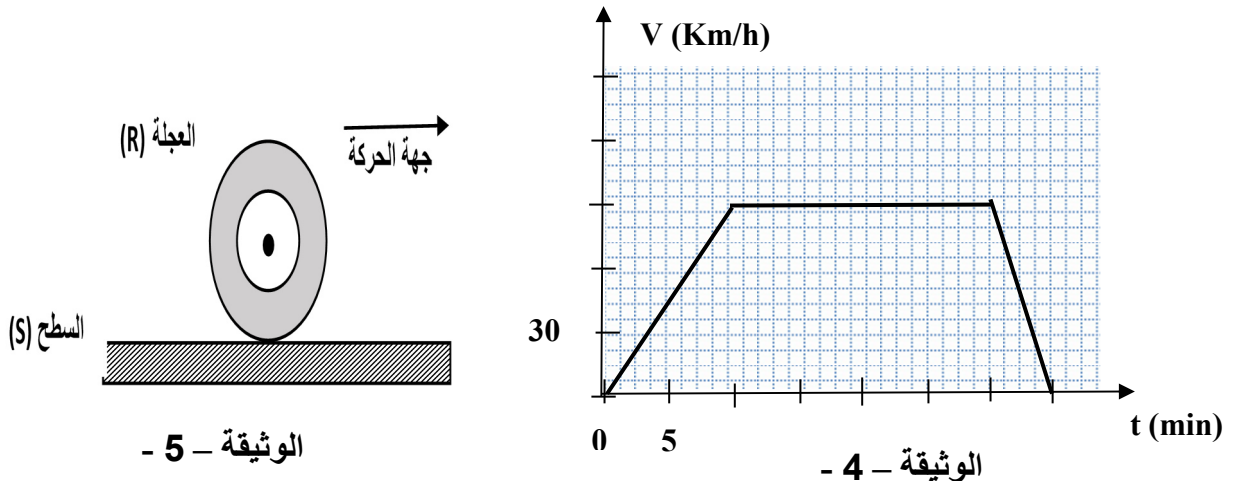 العجلة (R)
جهة الحركة
السطح (S)
الوثيقة – 5 -
V (Km/h)
30
0
5
t (min)
الوثيقة – 4 -